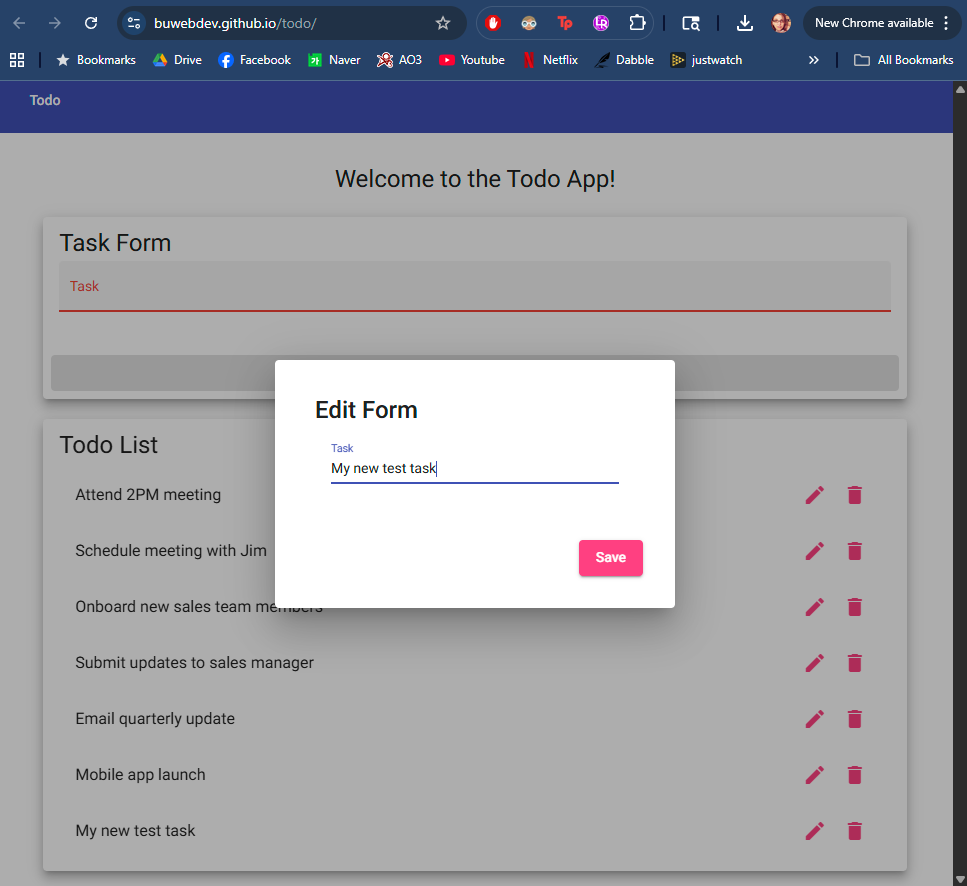 buwebdev.github.io/todo/
New Chrome available
Bookmarks Drive Facebook Naver AO3 YouTube Netflix Dabble justwatch » All Bookmarks
Todo
Welcome to the Todo App!
Task Form
Task
Edit Form
Task
My new test task
Save
Todo List
Attend 2PM meeting
Schedule meeting with Jim
Onboard new sales team members
Submit updates to sales manager
Email quarterly update
Mobile app launch
My new test task